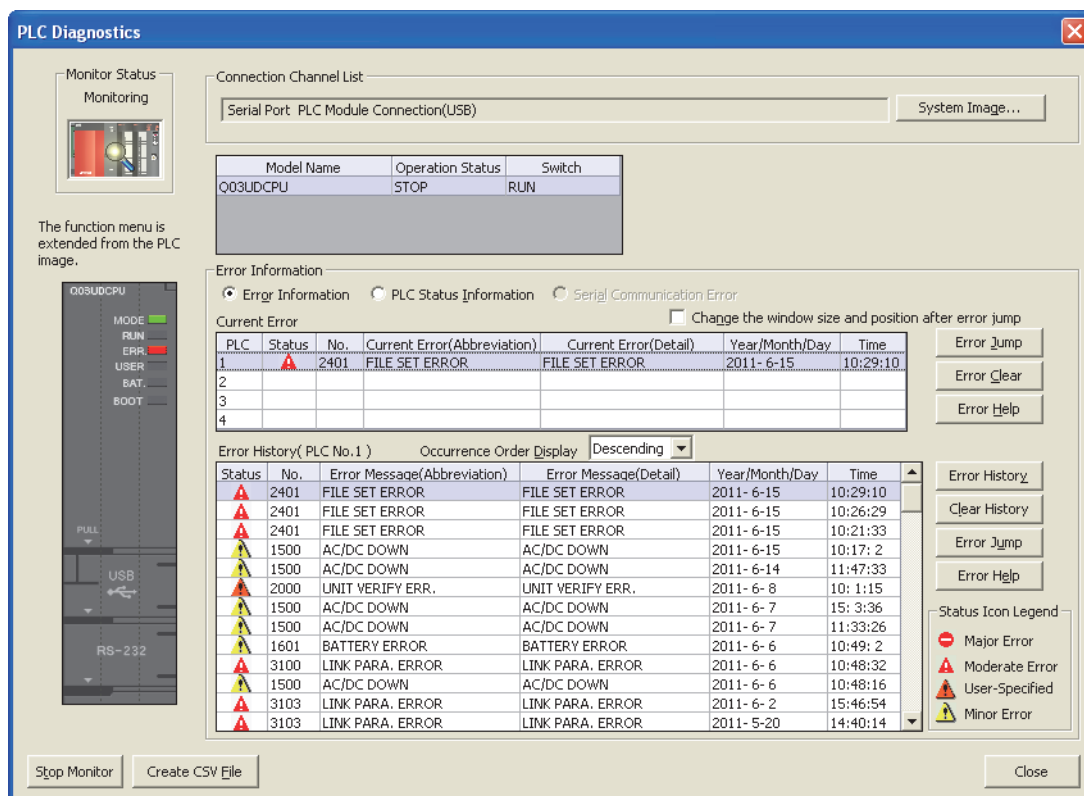 PLC Diagnostics
Monitor Status
Monitoring
The function menu is
extended from the PLC
image.
Q03UDCPU
MODE
RUN
ERR.
USER
BAT.
BOOT
PULL
USB
RS-232
Connection Channel List
Serial Port PLC Module Connection(USB)
System Image...
Model Name Operation Status Switch
Q03UDCPU STOP RUN
Error Information
Error Information PLC Status Information Serial Communication Error
Change the window size and position after error jump
Current Error
PLC Status No. Current Error(Abbreviation) Current Error(Detail) Year/Month/Day Time
1 2401 FILE SET ERROR FILE SET ERROR 2011- 6-15 10:29:10
2
3
4
Error Jump
Error Clear
Error Help
Error History( PLC No.1 ) Occurrence Order Display Descending
Status No. Error Message(Abbreviation) Error Message(Detail) Year/Month/Day Time
2401 FILE SET ERROR FILE SET ERROR 2011- 6-15 10:29:10
2401 FILE SET ERROR FILE SET ERROR 2011- 6-15 10:26:29
2401 FILE SET ERROR FILE SET ERROR 2011- 6-15 10:21:33
1500 AC/DC DOWN AC/DC DOWN 2011- 6-15 10:17: 2
1500 AC/DC DOWN AC/DC DOWN 2011- 6-14 11:47:33
2000 UNIT VERIFY ERR. UNIT VERIFY ERR. 2011- 6- 8 10: 1:15
1500 AC/DC DOWN AC/DC DOWN 2011- 6- 7 15: 3:36
1500 AC/DC DOWN AC/DC DOWN 2011- 6- 7 11:33:26
1601 BATTERY ERROR BATTERY ERROR 2011- 6- 6 10:49: 2
3100 LINK PARA. ERROR LINK PARA. ERROR 2011- 6- 6 10:48:32
1500 AC/DC DOWN AC/DC DOWN 2011- 6- 6 10:48:16
3103 LINK PARA. ERROR LINK PARA. ERROR 2011- 6- 2 15:46:54
3103 LINK PARA. ERROR LINK PARA. ERROR 2011- 5-20 14:40:14
Error History
Clear History
Error Jump
Error Help
Status Icon Legend
Major Error
Moderate Error
User-Specified
Minor Error
Stop Monitor
Create CSV File
Close